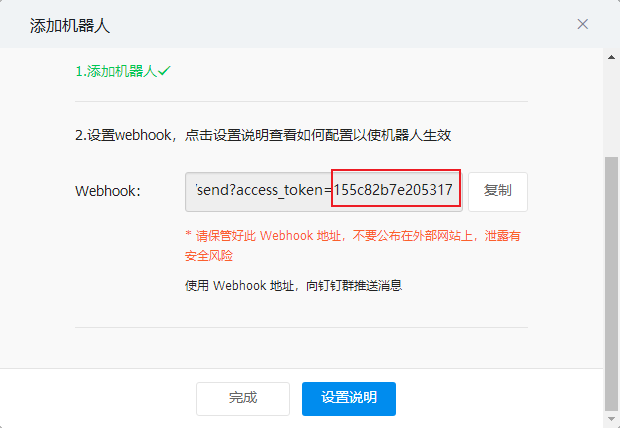 添加机器人
1.添加机器人
2.设置webhook，点击设置说明查看如何配置以使机器人生效
Webhook：
/send?access_token=155c82b7e205317
复制
* 请保管好此 Webhook 地址，不要公布在外部网站上，泄露有
安全风险
使用 Webhook 地址，向钉钉群推送消息
完成
设置说明